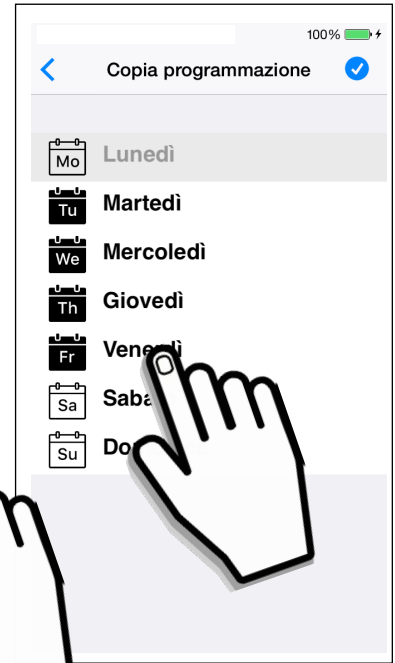 100%
Copia programmazione
Mo Lunedì
Tu Martedì
We Mercoledì
Th Giovedì
Fr Venerdì
Sa
Su